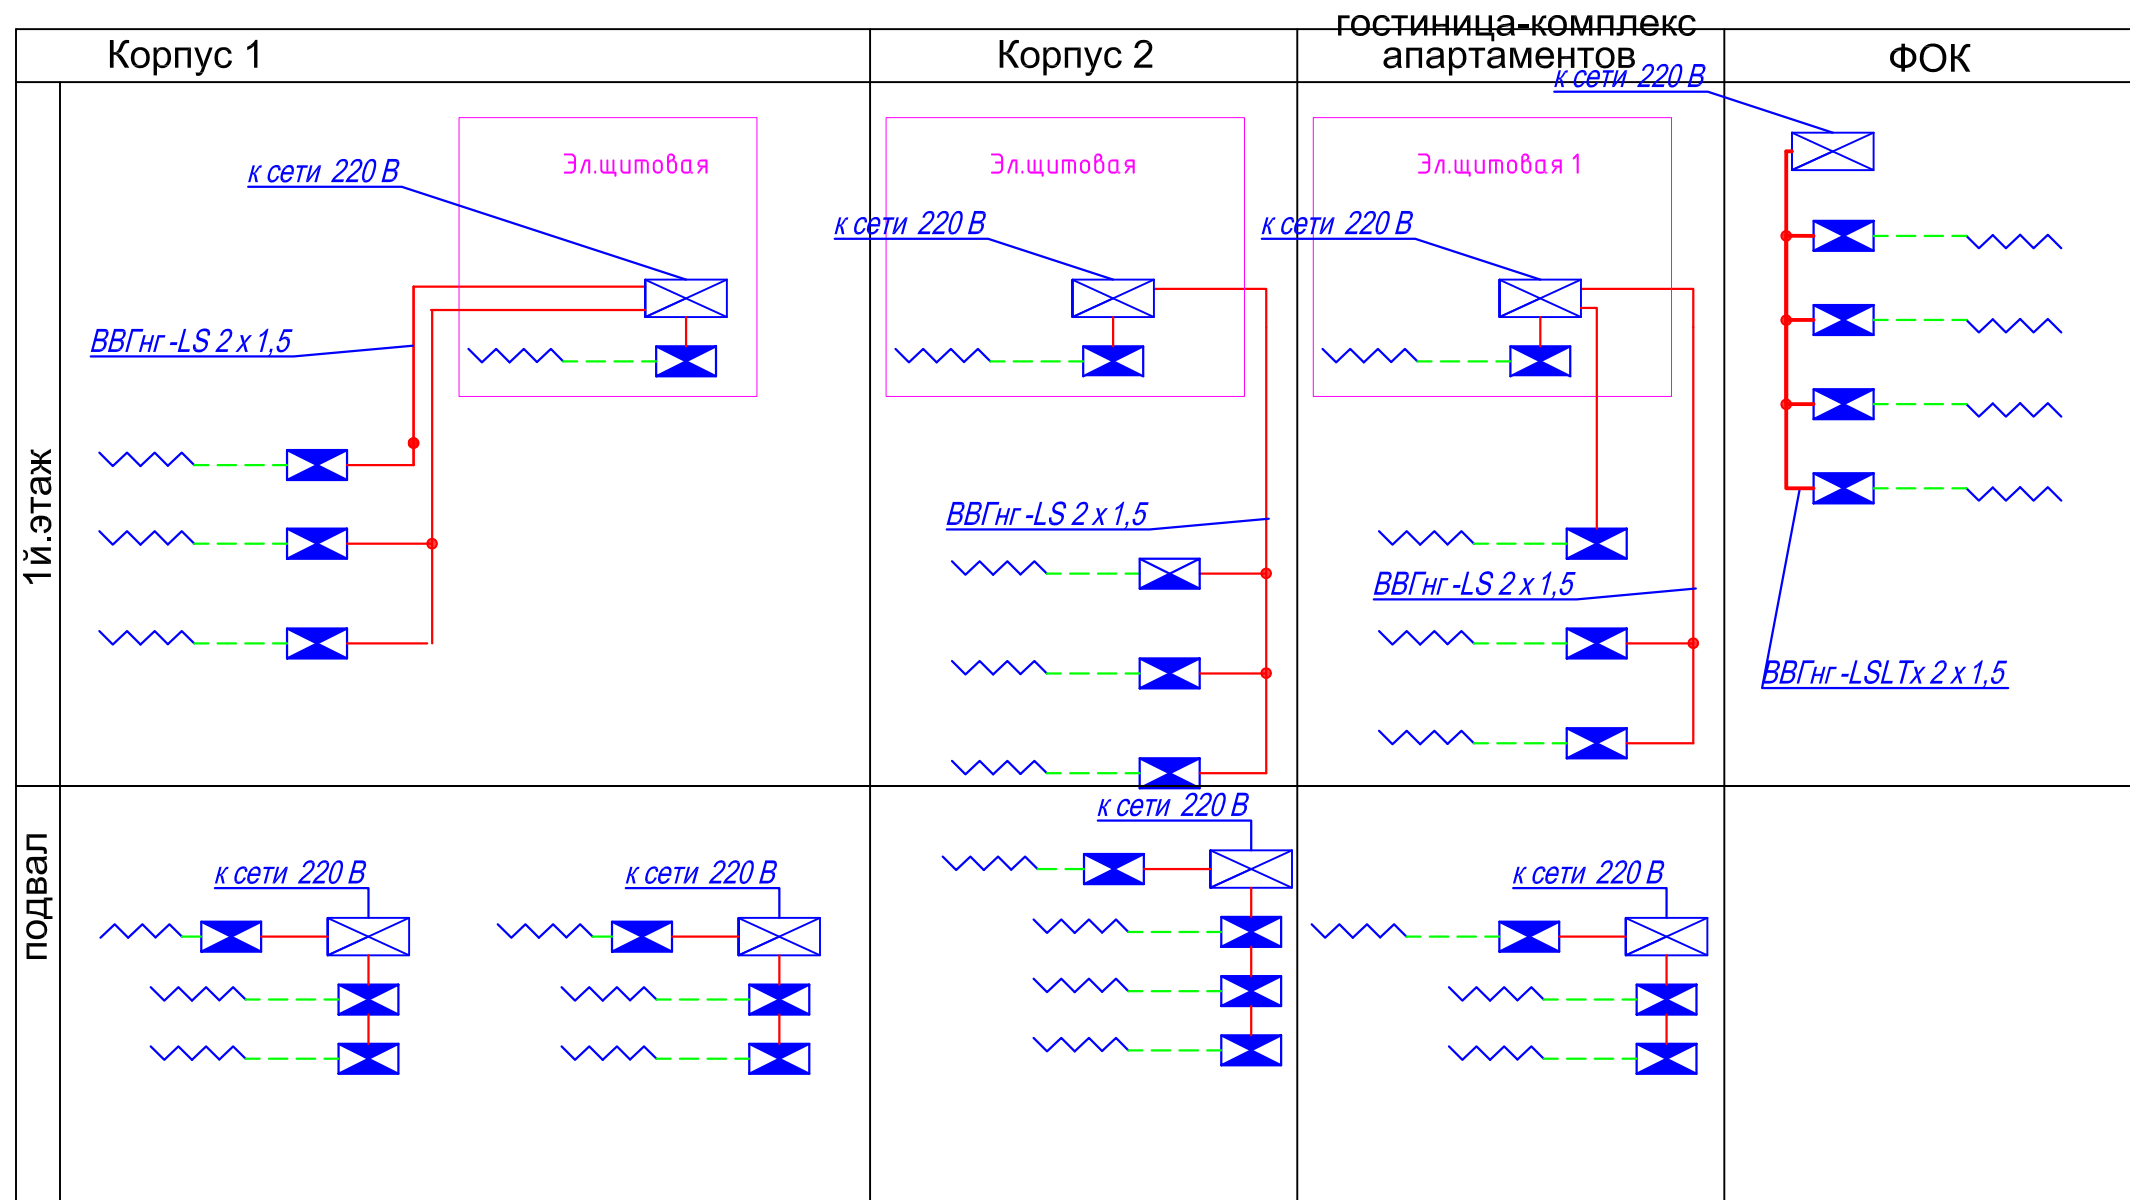 Корпус 1
Корпус 2
гостиница-комплекс
апартаментов
ФОК
1й.этаж
Эл.щитовая
к сети 220 В
ВВГнг-LS 2 х 1,5
Эл.щитовая
к сети 220 В
ВВГнг-LS 2 х 1,5
Эл.щитовая 1
к сети 220 В
ВВГнг-LS 2 х 1,5
к сети 220 В
ВВГнг-LSLTx 2 х 1,5
подвал
к сети 220 В
к сети 220 В
к сети 220 В
к сети 220 В